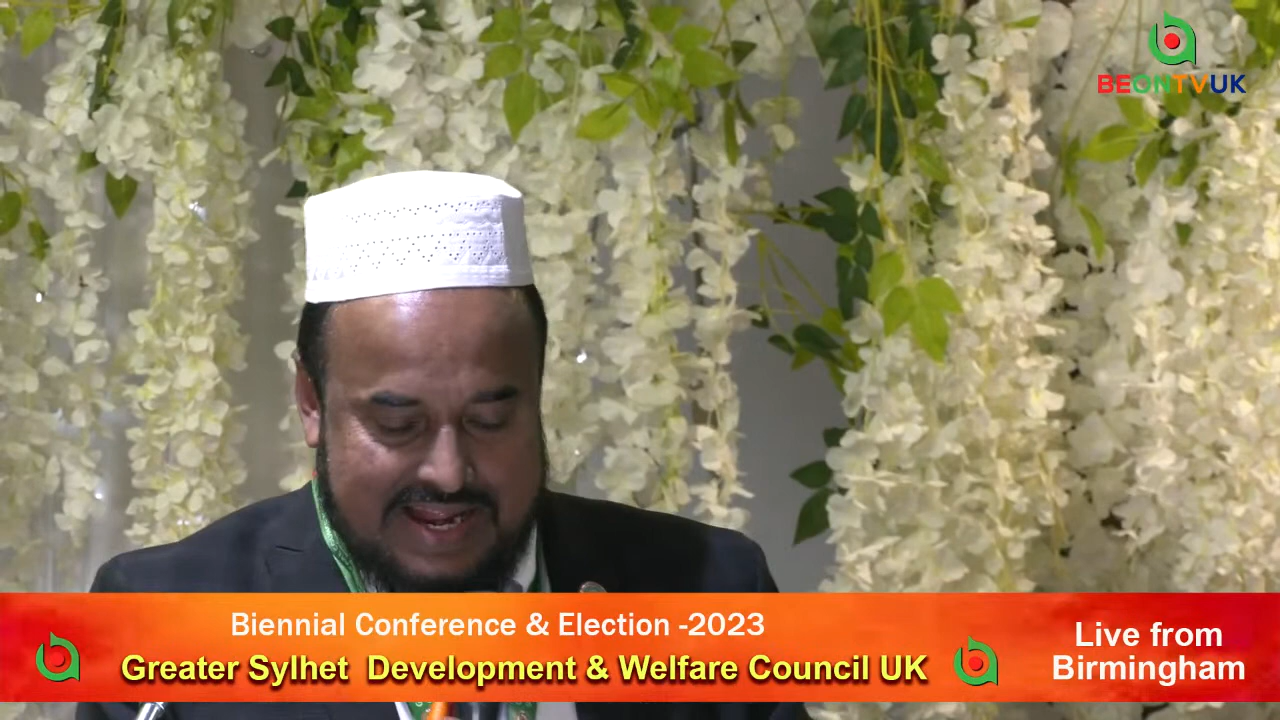 BEONTVUK
Biennial Conference & Election -2023
Greater Sylhet Development & Welfare Council UK
Live from
Birmingham